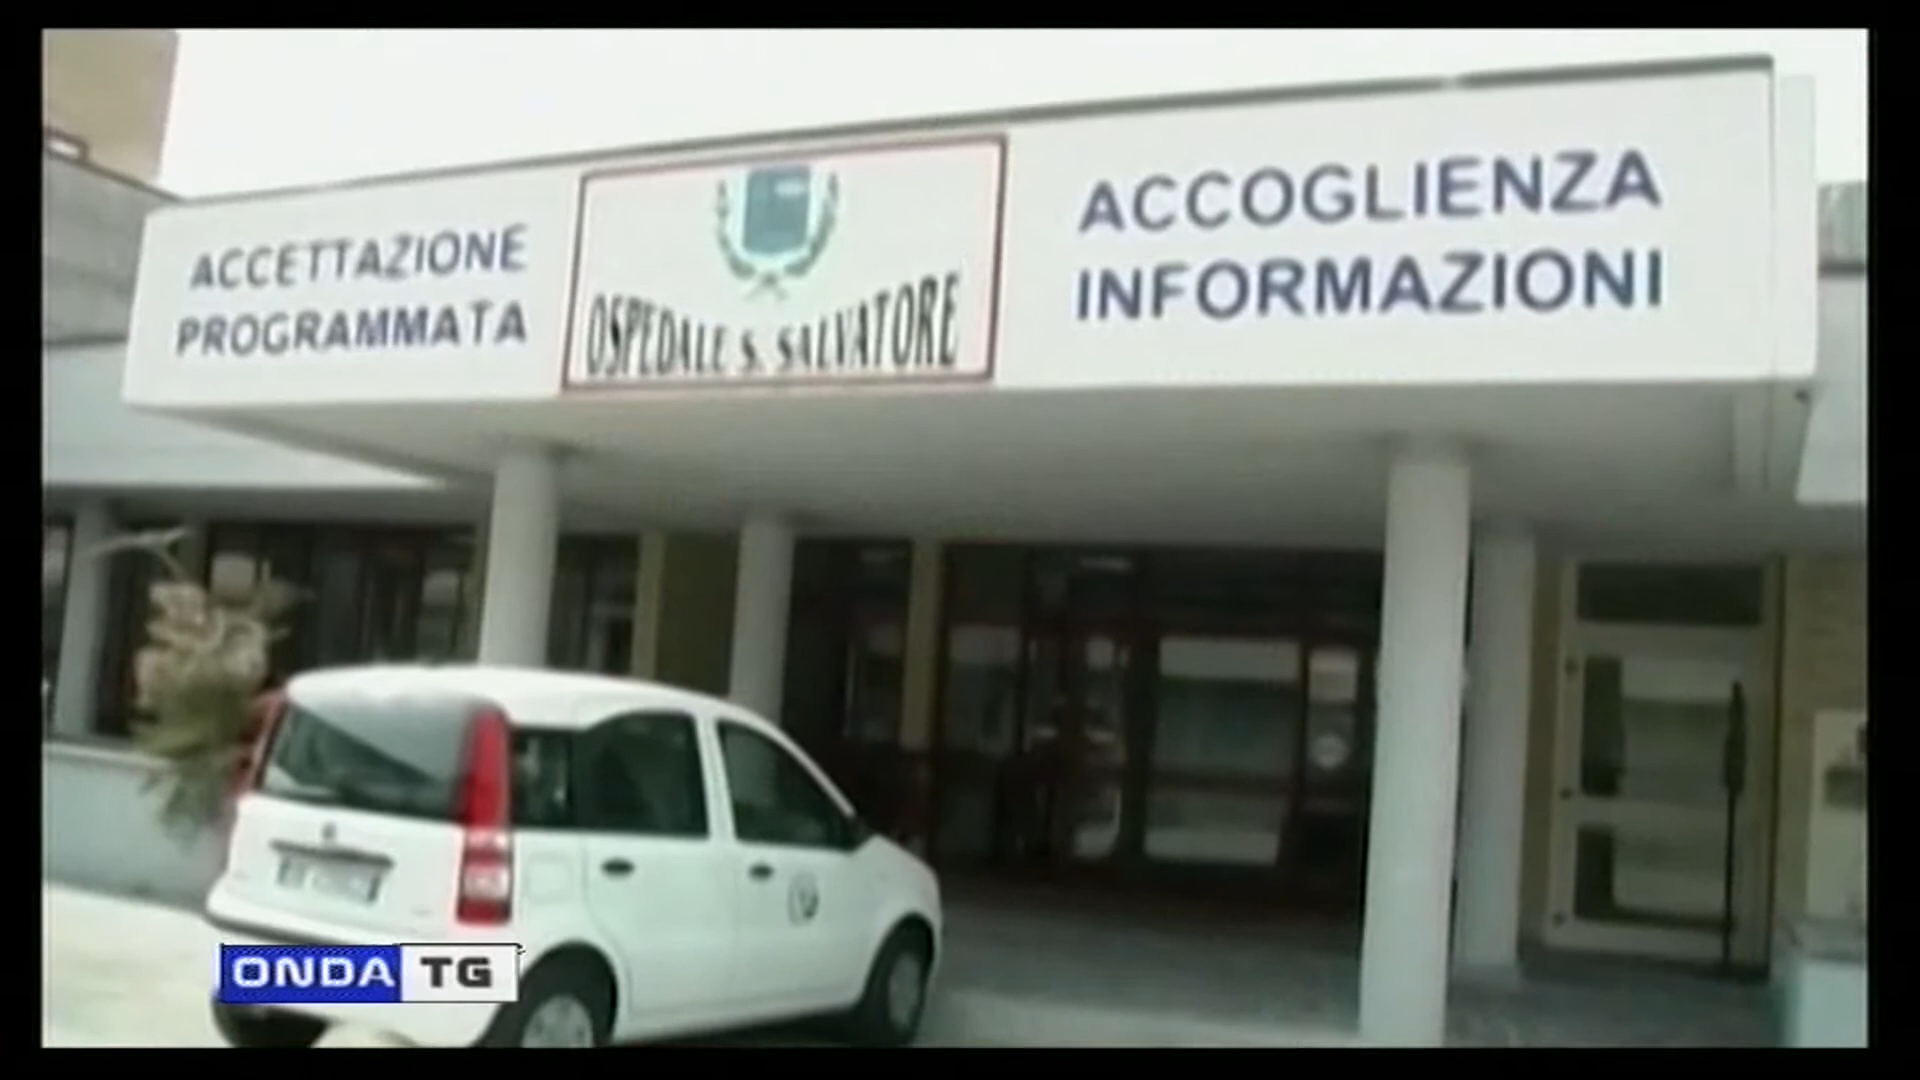 ACCETTAZIONE
PROGRAMMATA
OSPEDALE S. SALVATORE
ACCOGLIENZA
INFORMAZIONI
ONDA TG